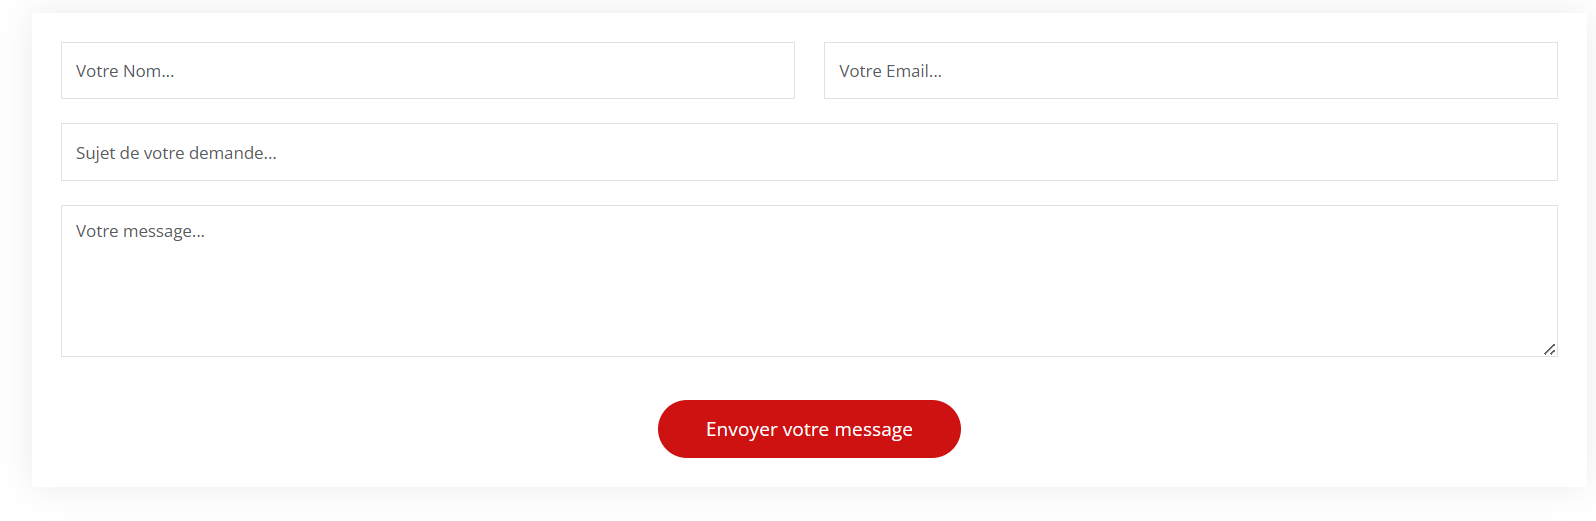 Votre Nom...
Votre Email...
Sujet de votre demande...
Votre message...
Envoyer votre message